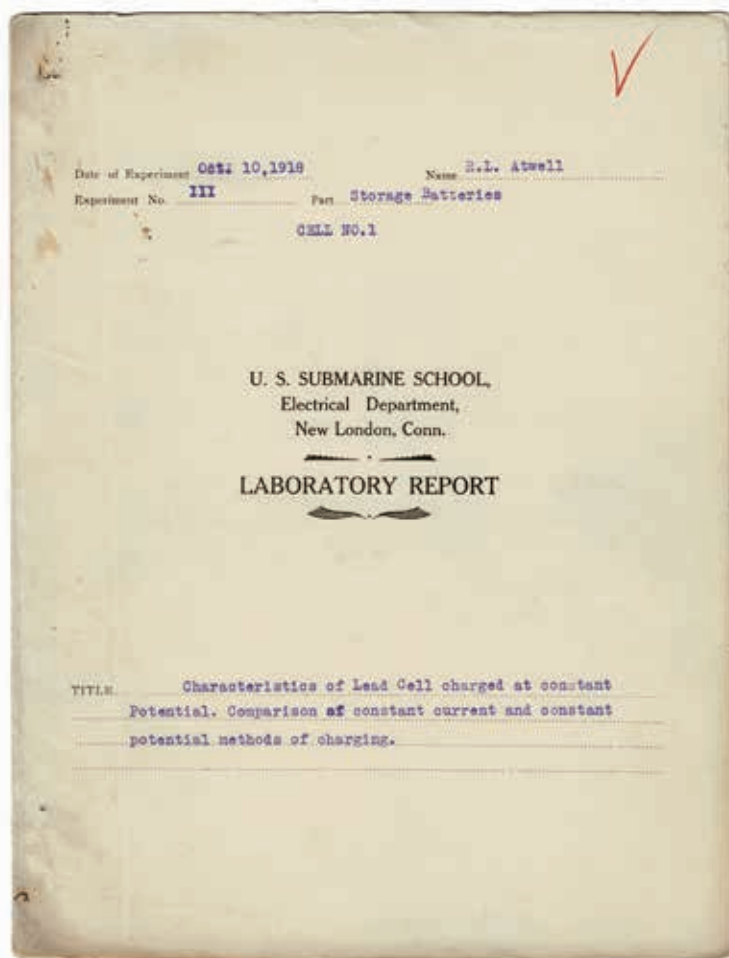 Date of Experiment Oct. 10,1918 Name R.L. Atwell
Experiment No. III Part Storage Batteries
CELL NO.1
U. S. SUBMARINE SCHOOL,
Electrical Department,
New London, Conn.
LABORATORY REPORT
TITLE Characteristics of Lead Cell charged at constant
Potential. Comparison of constant current and constant
potential methods of charging.